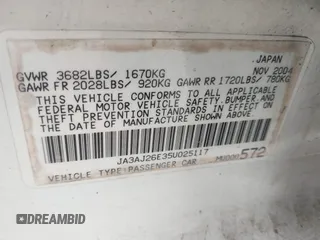 JAPAN
GVWR 3682LBS/ 1670KG NOV 2004
GAWR FR 2028LBS/ 920KG GAWR RR 1720LBS/ 780KG
THIS VEHICLE CONFORMS TO ALL APPLICABLE
FEDERAL MOTOR VEHICLE SAFETY, BUMPER, AND
THEFT PREVENTION STANDARDS IN EFFECT ON
THE DATE OF MANUFACTURE SHOWN ABOVE.
JA3AJ26E35U025117
VEHICLE TYPE PASSENGER CAR 572
DREAMBID